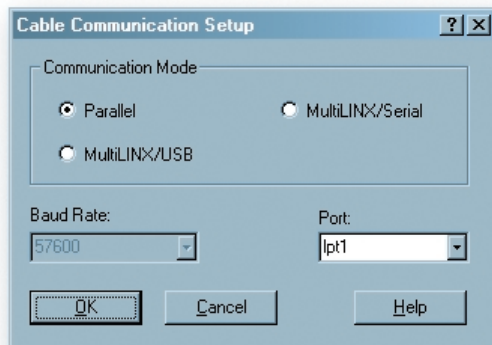 Cable Communication Setup ? ×
Communication Mode
Parallel MultiLINX/Serial
MultiLINX/USB
Baud Rate: Port:
57600 lpt1
OK Cancel Help